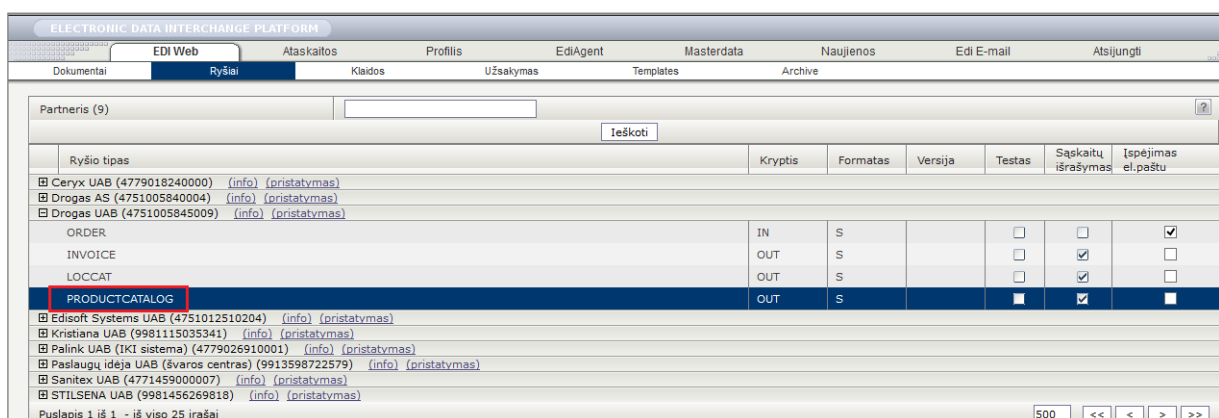 ELECTRONIC DATA INTERCHANGE PLATFORM
EDI Web Ataskaitos Profilis EdiAgent Masterdata Naujienos Edi E-mail Atsijungti
Dokumentai Ryšiai Klaidos Užsakymas Templates Archive
Partneris (9) ?
Ieškoti
Ryšio tipas Kryptis Formatas Versija Testas Sąskaitų išrašymas Įspėjimas el.paštu
Ceryx UAB (4779018240000) (info) (pristatymas)
Drogas AS (4751005840004) (info) (pristatymas)
Drogas UAB (4751005845009) (info) (pristatymas)
ORDER IN S
INVOICE OUT S
LOCCAT OUT S
PRODUCTCATALOG OUT S
Edisoft Systems UAB (4751012510204) (info) (pristatymas)
Kristiana UAB (9981115035341) (info) (pristatymas)
Palink UAB (IKI sistema) (4779026910001) (info) (pristatymas)
Paslaugų idėja UAB (švaros centras) (9913598722579) (info) (pristatymas)
Sanitex UAB (4771459000007) (info) (pristatymas)
STILSENA UAB (9981456269818) (info) (pristatymas)
Puslapis 1 iš 1 - iš viso 25 įrašai 500 << < > >>